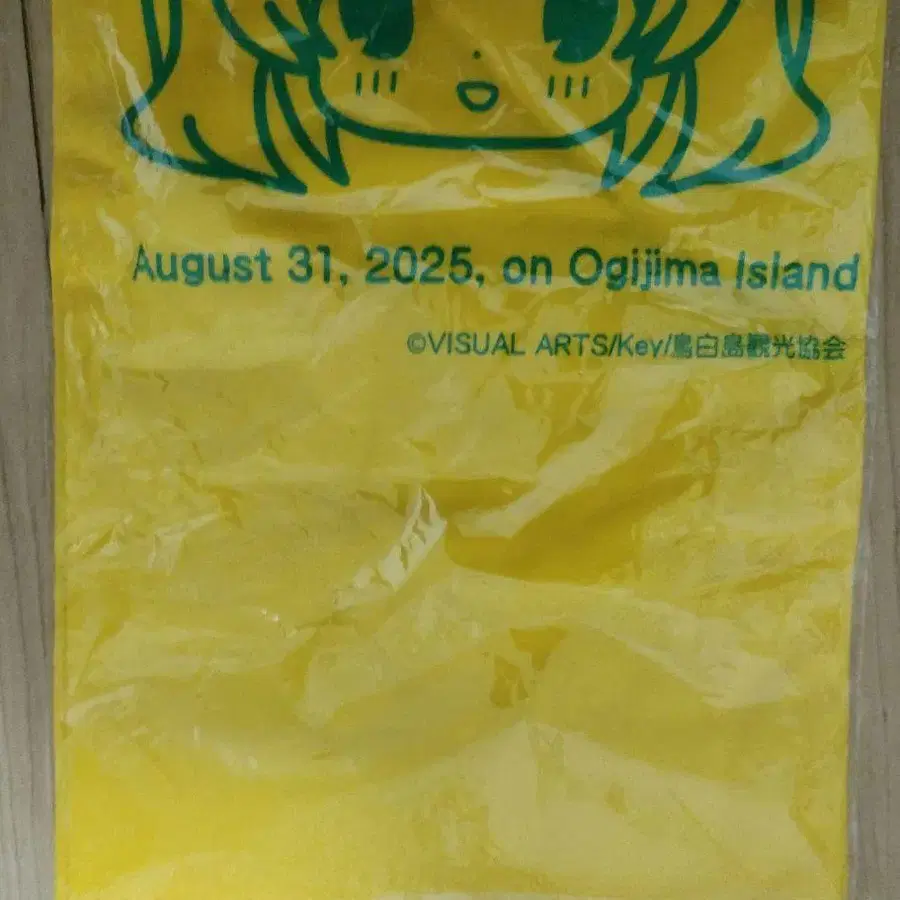 August 31, 2025, on Ogijima Island
©VISUAL ARTS/Key/鳥白島観光協会